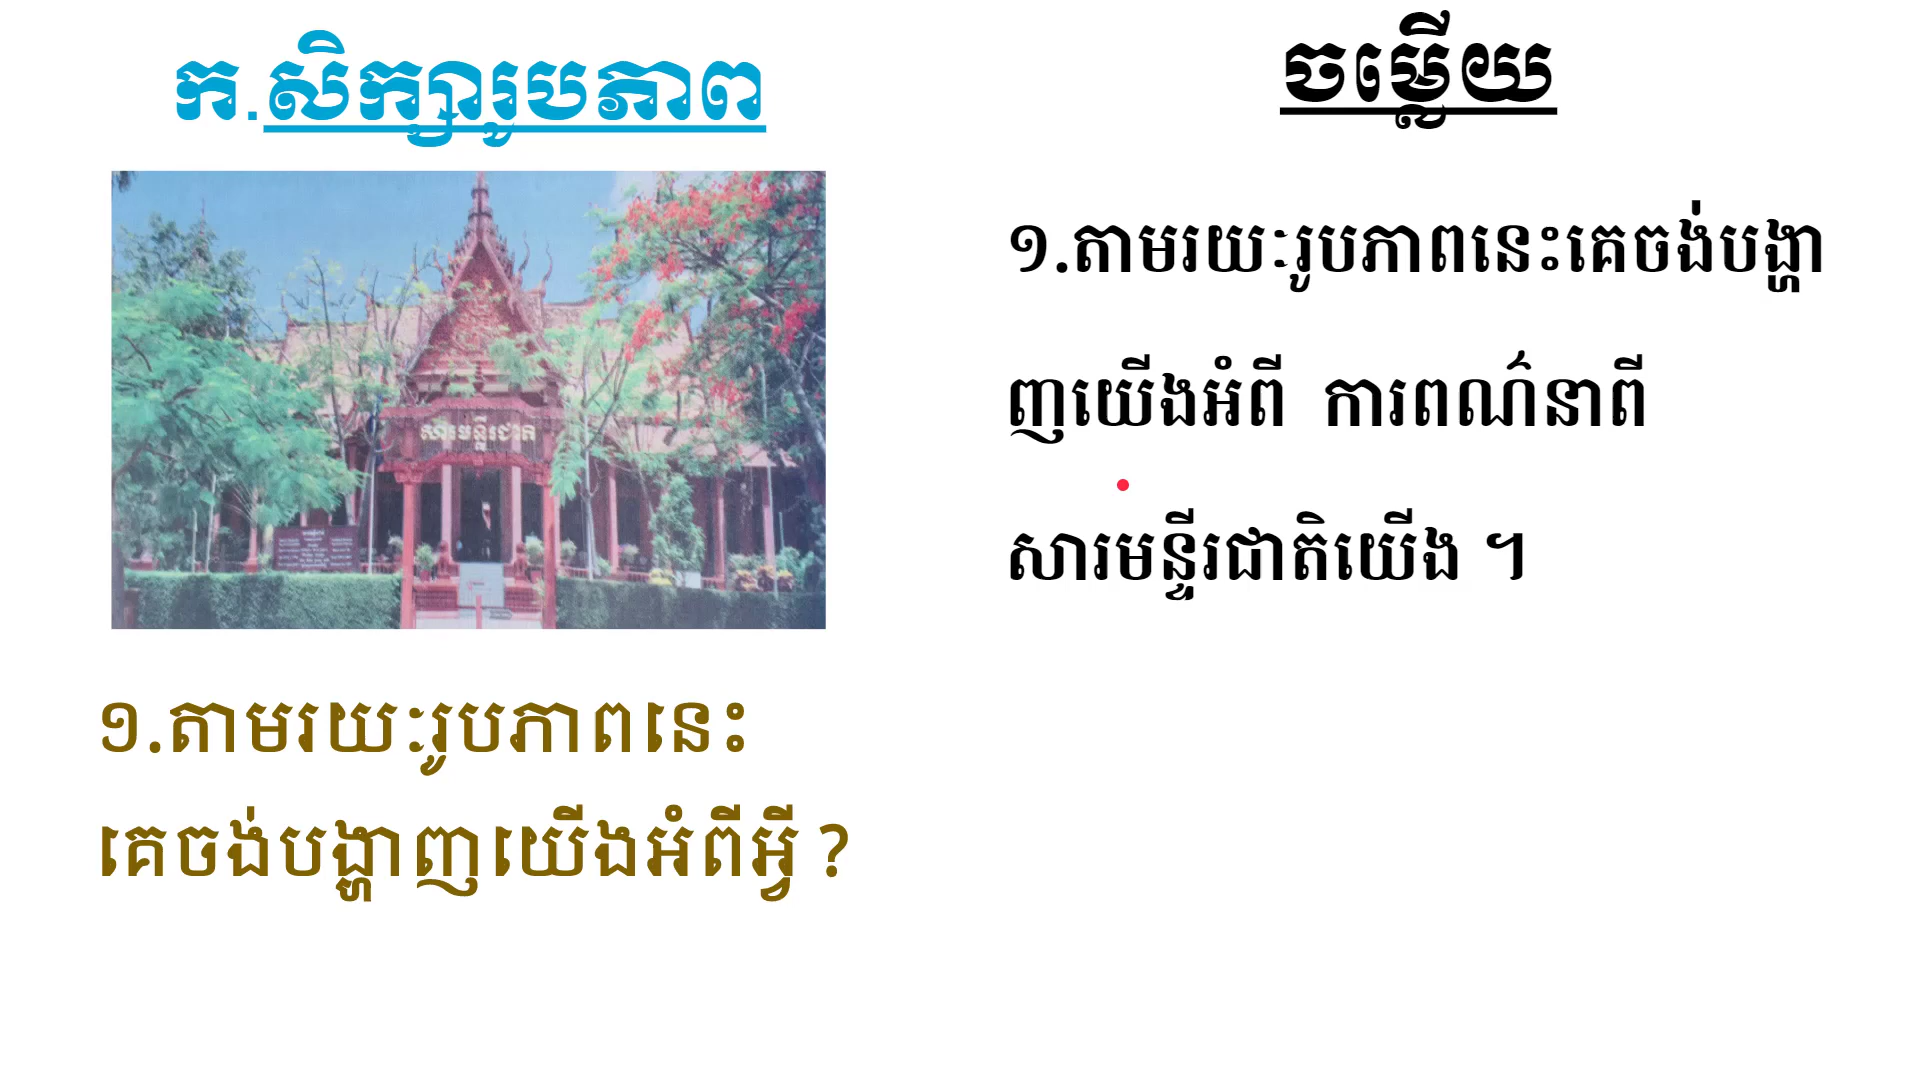 ក.សិក្សារូបភាព
សារមន្ទីរជាតិ
១.តាមរយៈរូបភាពនេះ
គេចង់បង្ហាញយើងអំពីអ្វី ?
ចម្លើយ
១.តាមរយៈរូបភាពនេះគេចង់បង្ហា
ញយើងអំពី ការពណ៌នាពី
សារមន្ទីរជាតិយើង ។